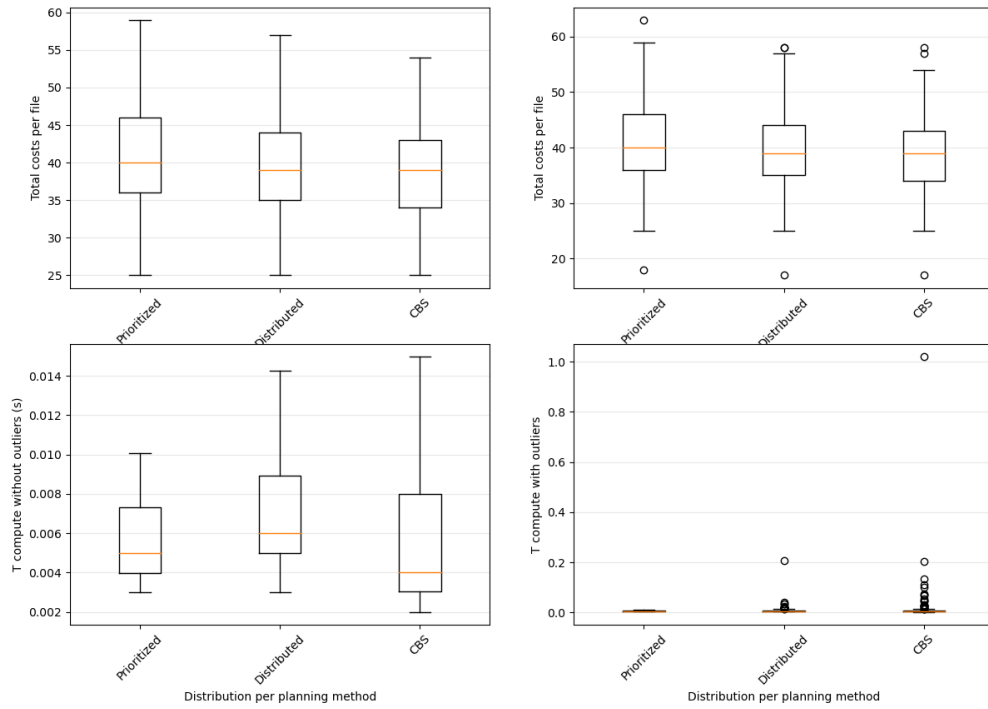 Total costs per file
60
55
50
45
40
35
30
25
Prioritized
Distributed
CBS
Total costs per file
60
50
40
30
20
Prioritized
Distributed
CBS
T compute without outliers (s)
0.014
0.012
0.010
0.008
0.006
0.004
0.002
Prioritized
Distributed
CBS
Distribution per planning method
T compute with outliers
1.0
0.8
0.6
0.4
0.2
0.0
Prioritized
Distributed
CBS
Distribution per planning method